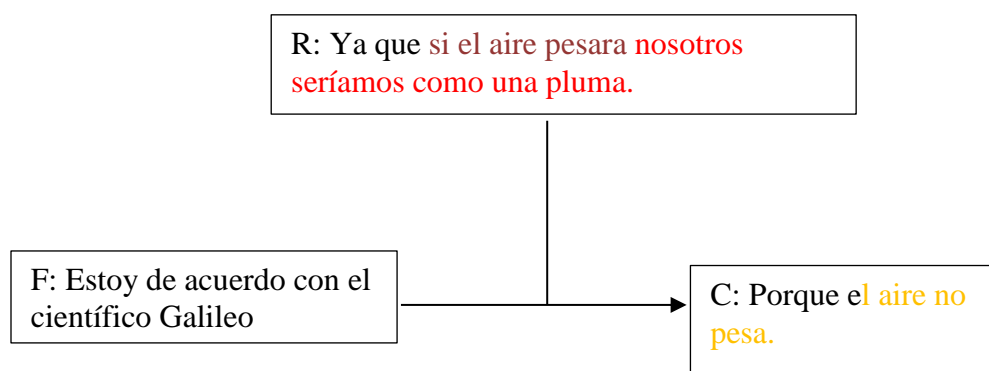 R: Ya que si el aire pesara nosotros
seríamos como una pluma.
F: Estoy de acuerdo con el
científico Galileo
C: Porque el aire no
pesa.